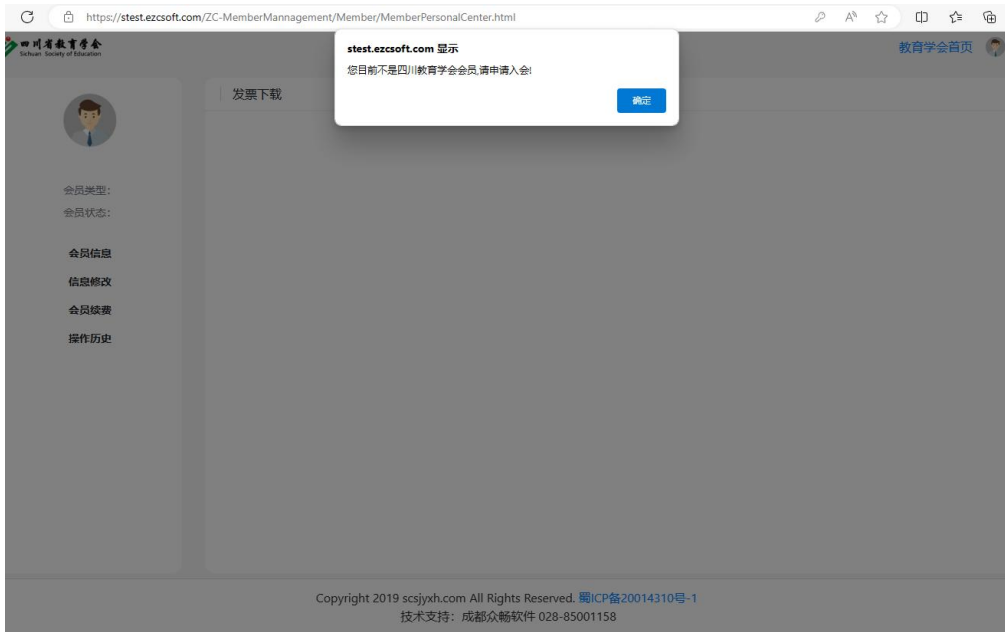 https://stest.ezcsoft.com/ZC-MemberMannagement/Member/MemberPersonalCenter.html
四川省教育学会
Sichuan Society of Education
stest.ezcsoft.com 显示
您目前不是四川教育学会会员,请申请入会!
确定
教育学会首页
发票下载
会员类型:
会员状态:
会员信息
信息修改
会员续费
操作历史
Copyright 2019 scsjyxh.com All Rights Reserved. 蜀ICP备20014310号-1
技术支持：成都众畅软件 028-85001158